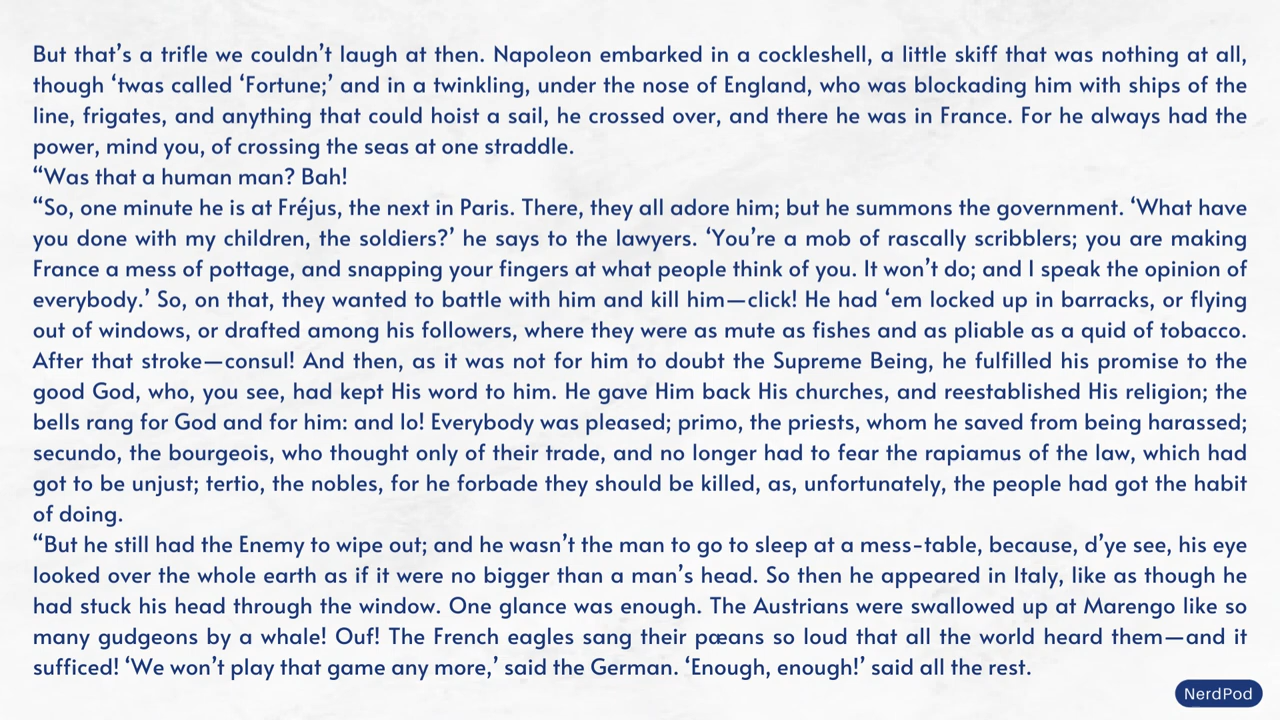 But that’s a trifle we couldn’t laugh at then. Napoleon embarked in a cockleshell, a little skiff that was nothing at all,
though ‘twas called ‘Fortune;’ and in a twinkling, under the nose of England, who was blockading him with ships of the
line, frigates, and anything that could hoist a sail, he crossed over, and there he was in France. For he always had the
power, mind you, of crossing the seas at one straddle.
“Was that a human man? Bah!
“So, one minute he is at Fréjus, the next in Paris. There, they all adore him; but he summons the government. ‘What have
you done with my children, the soldiers?’ he says to the lawyers. ‘You’re a mob of rascally scribblers; you are making
France a mess of pottage, and snapping your fingers at what people think of you. It won’t do; and I speak the opinion of
everybody.’ So, on that, they wanted to battle with him and kill him—click! He had ‘em locked up in barracks, or flying
out of windows, or drafted among his followers, where they were as mute as fishes and as pliable as a quid of tobacco.
After that stroke—consul! And then, as it was not for him to doubt the Supreme Being, he fulfilled his promise to the
good God, who, you see, had kept His word to him. He gave Him back His churches, and reestablished His religion; the
bells rang for God and for him: and lo! Everybody was pleased; primo, the priests, whom he saved from being harassed;
secundo, the bourgeois, who thought only of their trade, and no longer had to fear the rapiamus of the law, which had
got to be unjust; tertio, the nobles, for he forbade they should be killed, as, unfortunately, the people had got the habit
of doing.
“But he still had the Enemy to wipe out; and he wasn’t the man to go to sleep at a mess-table, because, d’ye see, his eye
looked over the whole earth as if it were no bigger than a man’s head. So then he appeared in Italy, like as though he
had stuck his head through the window. One glance was enough. The Austrians were swallowed up at Marengo like so
many gudgeons by a whale! Ouf! The French eagles sang their pæans so loud that all the world heard them—and it
sufficed! ‘We won’t play that game any more,’ said the German. ‘Enough, enough!’ said all the rest.
NerdPod